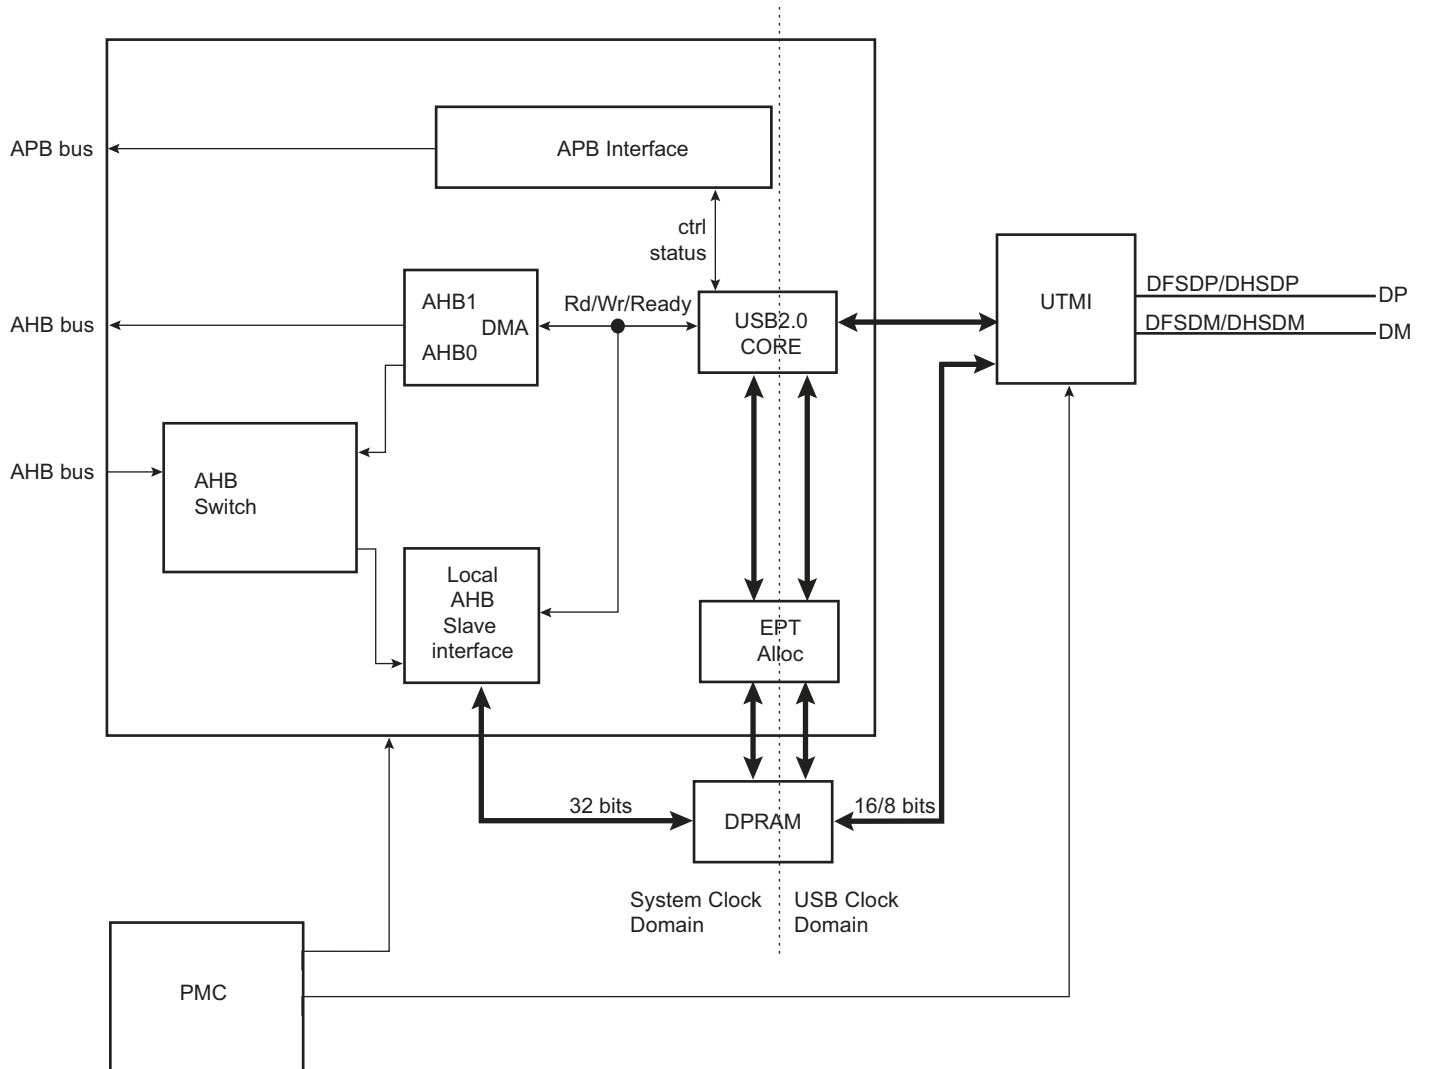 APB bus
APB Interface
ctrl
status
AHB1
DMA
AHB0
Rd/Wr/Ready
USB2.0
CORE
UTMI
DFSDP/DHSDP
DP
DFSDM/DHSDM
DM
AHB bus
AHB bus
AHB
Switch
Local
AHB
Slave
interface
EPT
Alloc
32 bits
DPRAM
16/8 bits
System Clock
Domain
USB Clock
Domain
PMC